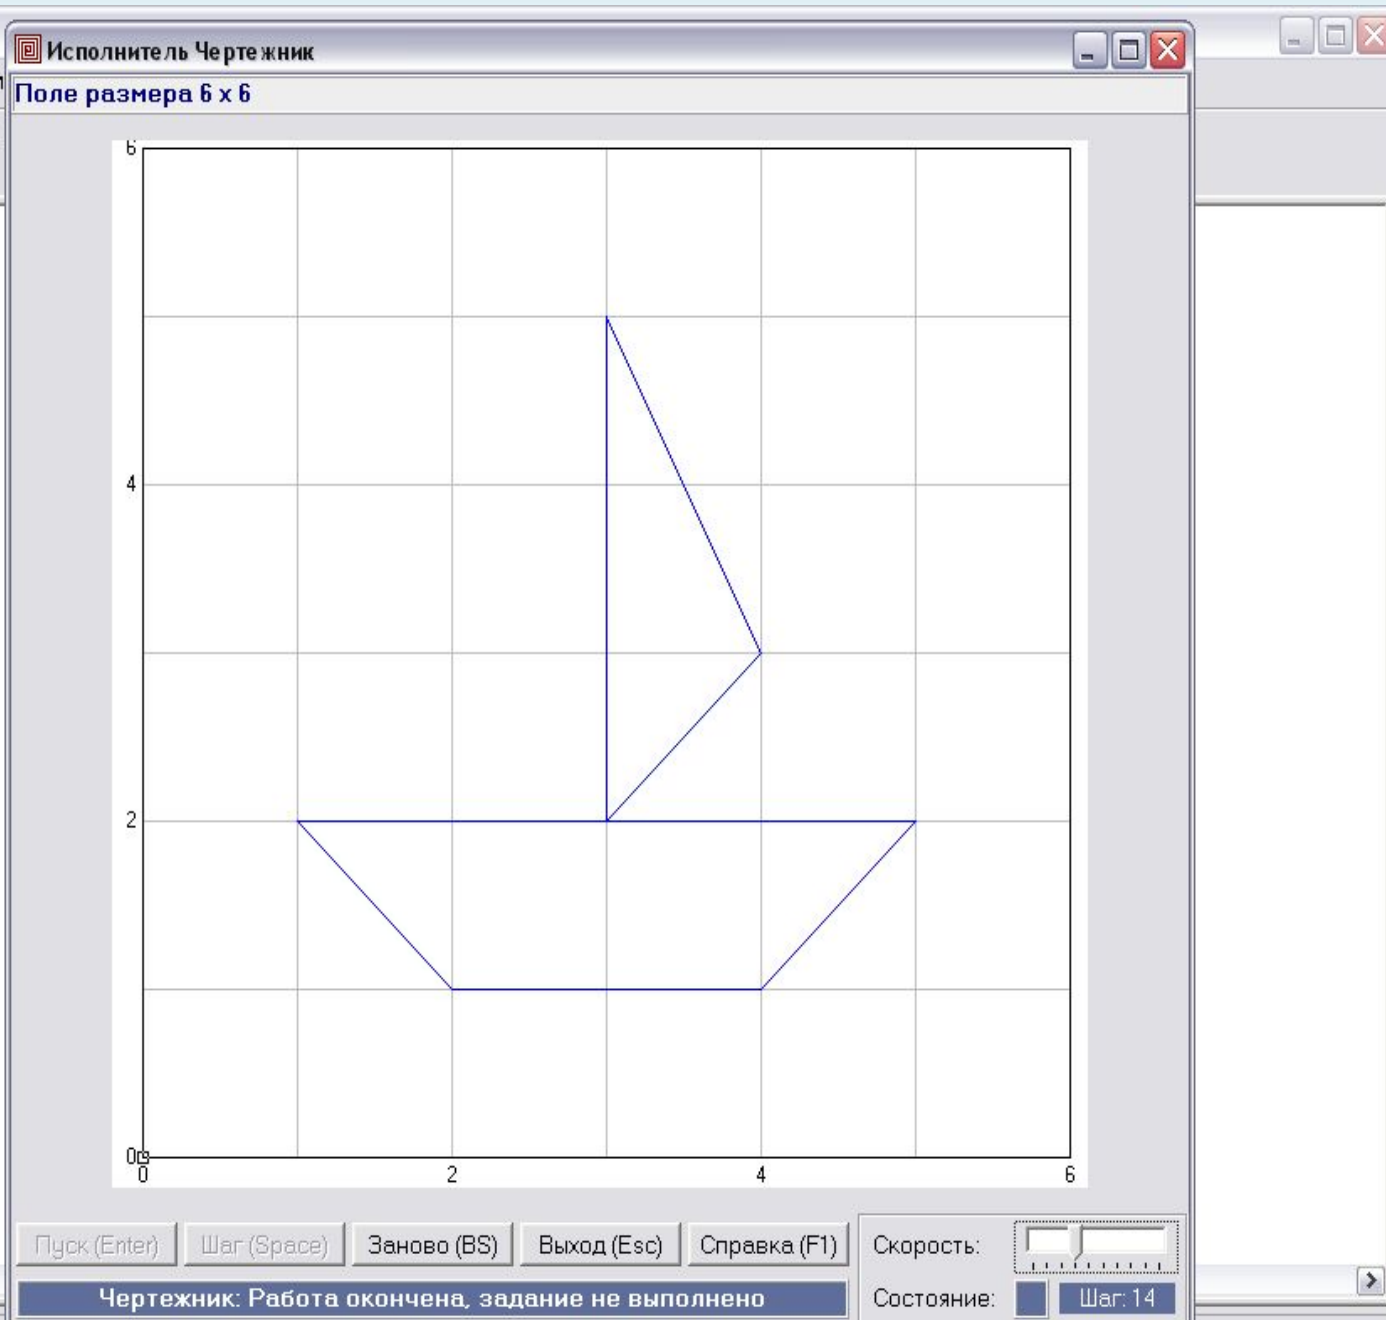 Исполнитель Чертежник
Поле размера 6 x 6
6
4
2
0
0 2 4 6
Пуск (Enter) Шаг (Space) Заново (BS) Выход (Esc) Справка (F1) Скорость:
Чертежник: Работа окончена, задание не выполнено Состояние: Шаг: 14